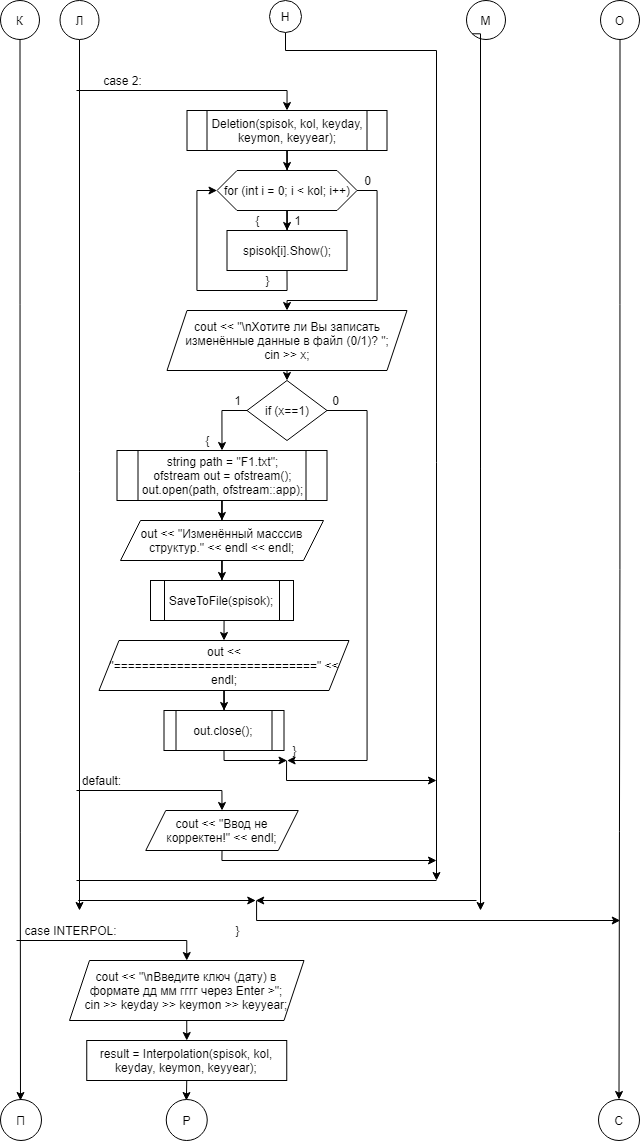 К Л Н М О
case 2:
Deletion(spisok, kol, keyday,
keymon, keyyear);
for (int i = 0; i < kol; i++)
0
{ 1
spisok[i].Show();
}
cout << "\nХотите ли Вы записать
изменённые данные в файл (0/1)? ";
cin >> x;
1 0
if (x==1)
{
string path = "F1.txt";
ofstream out = ofstream();
out.open(path, ofstream::app);
out << "Изменённый масссив
структур." << endl << endl;
SaveToFile(spisok);
out <<
"============================" <<
endl;
out.close();
}
default:
cout << "Ввод не
корректен!" << endl;
case INTERPOL: }
cout << "\nВведите ключ (дату) в
формате дд мм гггг через Enter >";
cin >> keyday >> keymon >> keyyear;
result = Interpolation(spisok, kol,
keyday, keymon, keyyear);
П Р С